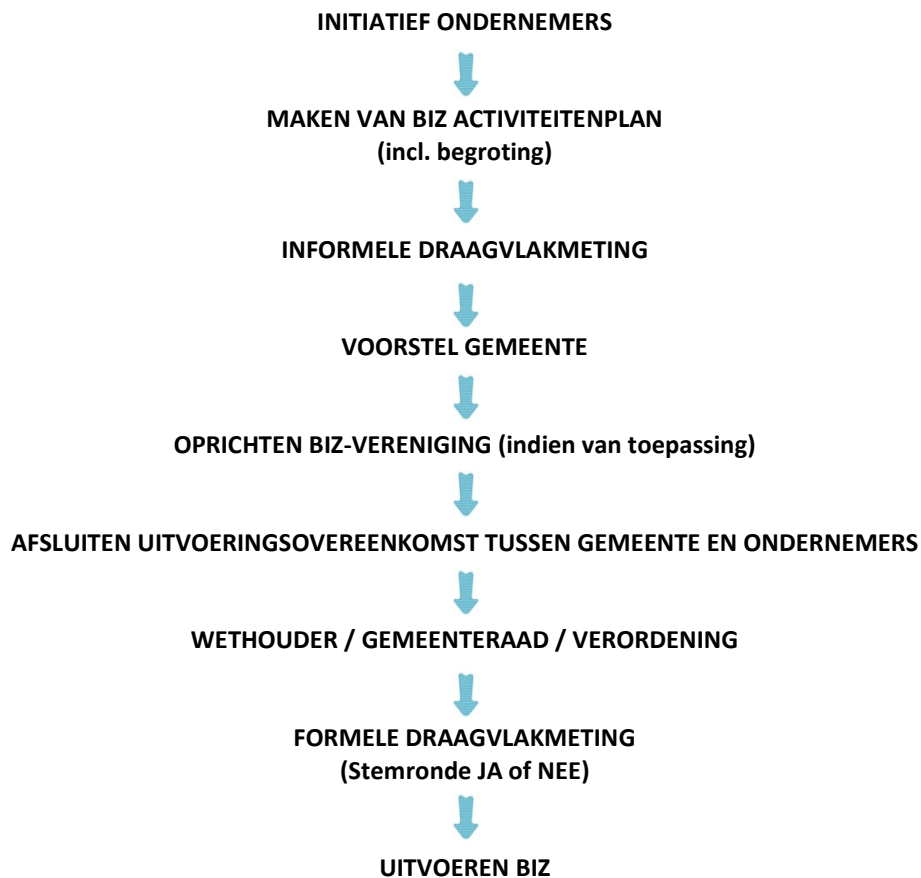 INITIATIEF ONDERNEMERS
MAKEN VAN BIZ ACTIVITEITENPLAN
(incl. begroting)
INFORMELE DRAAGVLAKMETING
VOORSTEL GEMEENTE
OPRICHTEN BIZ-VERENIGING (indien van toepassing)
AFSLUITEN UITVOERINGSOVEREENKOMST TUSSEN GEMEENTE EN ONDERNEMERS
WETHOUDER / GEMEENTERAAD / VERORDENING
FORMELE DRAAGVLAKMETING
(Stemronde JA of NEE)
UITVOEREN BIZ